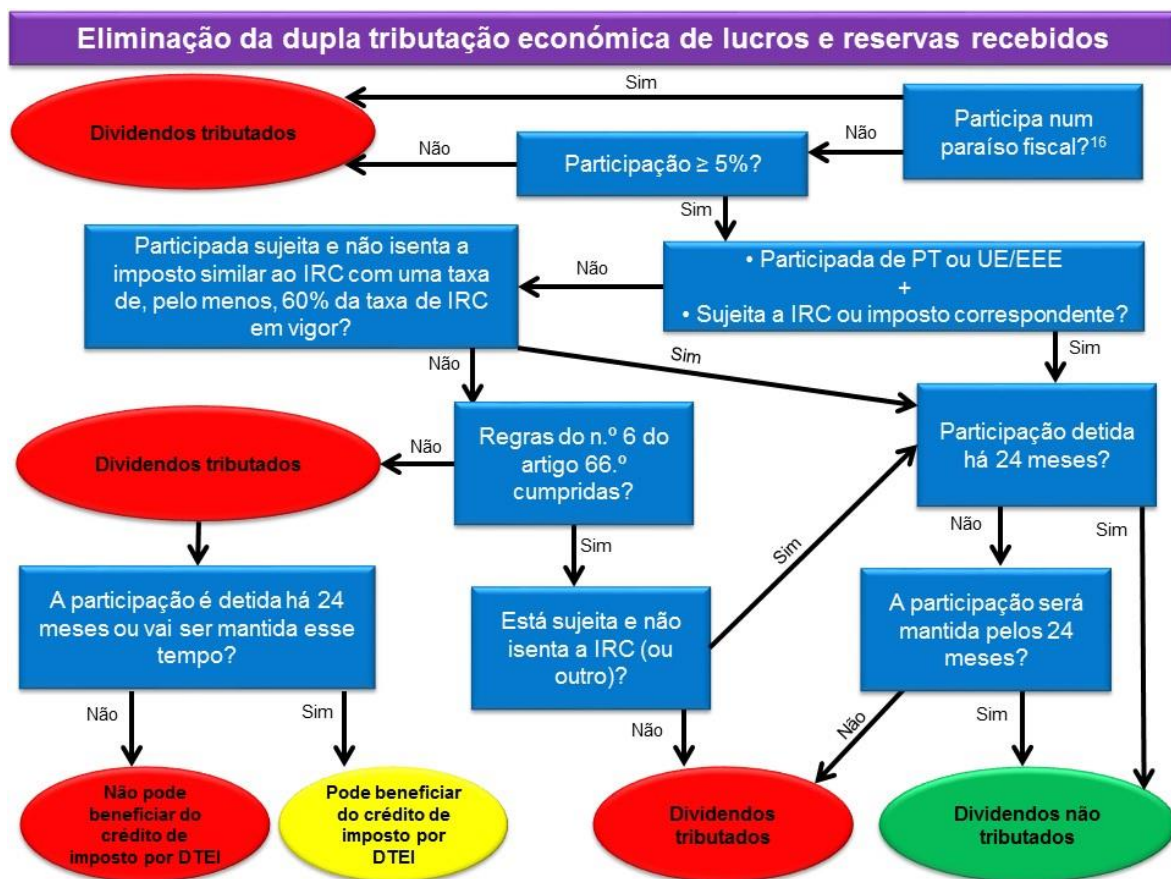 Eliminação da dupla tributação económica de lucros e reservas recebidos
Sim
Dividendos tributados
Participa num
paraíso fiscal?16
Não
Não
Participação ≥ 5%?
Sim
Participada sujeita e não isenta a
imposto similar ao IRC com uma taxa
de, pelo menos, 60% da taxa de IRC
em vigor?
Não
• Participada de PT ou UE/EEE
+
• Sujeita a IRC ou imposto correspondente?
Não
Sim
Sim
Dividendos tributados
Não
Regras do n.º 6 do
artigo 66.º
cumpridas?
Participação detida
há 24 meses?
Sim
Sim
Não
Sim
A participação é detida há 24
meses ou vai ser mantida esse
tempo?
Está sujeita e não
isenta a IRC (ou
outro)?
A participação será
mantida pelos 24
meses?
Não
Sim
Não
Não
Sim
Não pode
beneficiar do
crédito de
imposto por DTEI
Pode beneficiar
do crédito de
imposto por
DTEI
Dividendos
tributados
Dividendos não
tributados